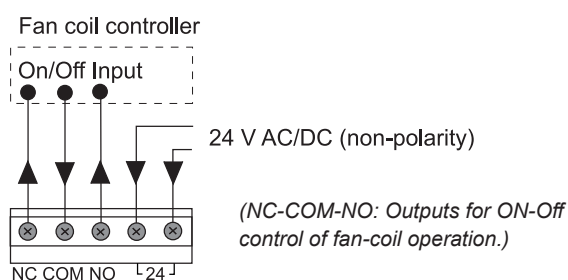 Fan coil controller
On/Off Input
24 V AC/DC (non-polarity)
(NC-COM-NO: Outputs for ON-Off
control of fan-coil operation.)
NC COM NO 24